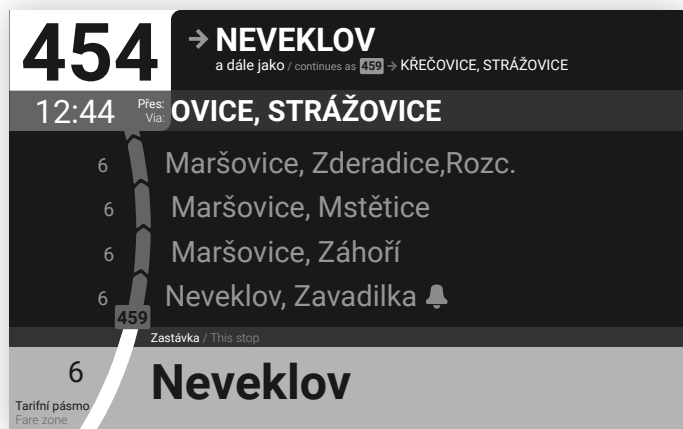 454 → NEVEKLOV
a dále jako / continues as 459 → KŘEČOVICE, STRÁŽOVICE
12:44 Přes: OVICE, STRÁŽOVICE
Via:
6 Maršovice, Zderadice,Rozc.
6 Maršovice, Mstětice
6 Maršovice, Záhoří
6 Neveklov, Zavadilka
459
Zastávka / This stop
6 Neveklov
Tarifní pásmo
Fare zone